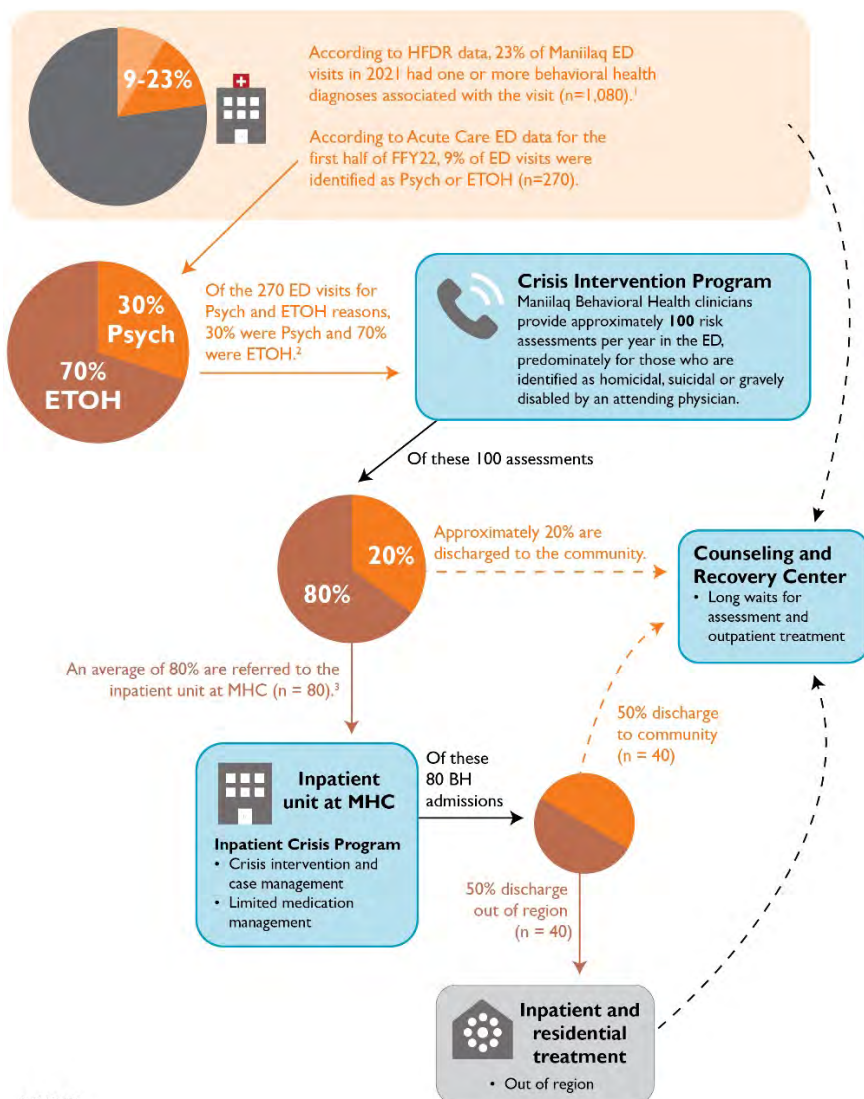 9-23%
According to HFDR data, 23% of Maniilaq ED
visits in 2021 had one or more behavioral health
diagnoses associated with the visit (n=1,080).¹
According to Acute Care ED data for the
first half of FFY22, 9% of ED visits were
identified as Psych or ETOH (n=270).
30%
Psych
70%
ETOH
Of the 270 ED visits for
Psych and ETOH reasons,
30% were Psych and 70%
were ETOH.²
Crisis Intervention Program
Maniilaq Behavioral Health clinicians
provide approximately 100 risk
assessments per year in the ED,
predominately for those who are
identified as homicidal, suicidal or gravely
disabled by an attending physician.
Of these 100 assessments
20%
80%
Approximately 20% are
discharged to the community.
Counseling and
Recovery Center
• Long waits for
assessment and
outpatient treatment
An average of 80% are referred to the
inpatient unit at MHC (n = 80).³
Inpatient
unit at MHC
Inpatient Crisis Program
• Crisis intervention and
case management
• Limited medication
management
Of these
80 BH
admissions
50% discharge
to community
(n = 40)
50% discharge
out of region
(n = 40)
Inpatient and
residential
treatment
• Out of region